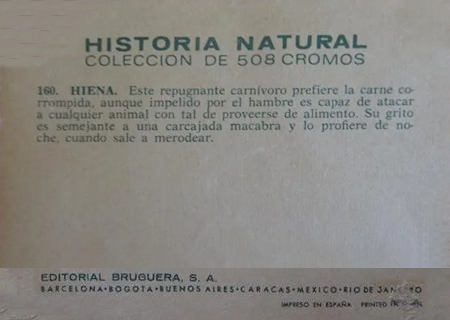 HISTORIA NATURAL
COLECCION DE 508 CROMOS
160. HIENA. Este repugnante carnívoro prefiere la carne co-
rrompida, aunque impelido por el hambre es capaz de atacar
a cualquier animal con tal de proveerse de alimento. Su grito
es semejante a una carcajada macabra y lo profiere de no-
che, cuando sale a merodear.
EDITORIAL BRUGUERA, S. A.
BARCELONA•BOGOTA•BUENOS AIRES•CARACAS•MEXICO•RIO DE JANEIRO
IMPRESO EN ESPAÑA PRINTED